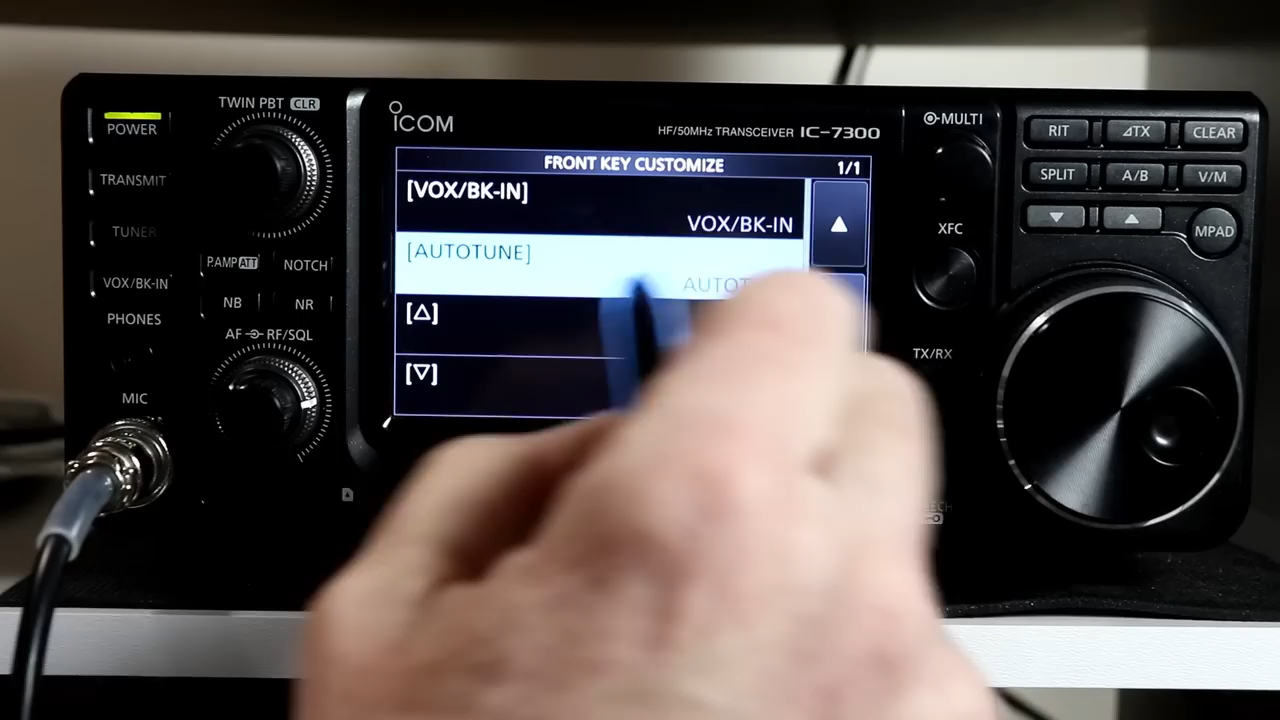 POWER
TRANSMIT
TUNER
VOX/BK-IN
PHONES
MIC
TWIN PBT CLR
P.AMP ATT
NOTCH
NB
NR
AF RF/SQL
ICOM
HF/50MHz TRANSCEIVER IC-7300
FRONT KEY CUSTOMIZE 1/1
[VOX/BK-IN]
VOX/BK-IN
[AUTOTUNE]
[△]
[▽]
MULTI
XFC
TX/RX
RIT
⊿TX
CLEAR
SPLIT
A/B
V/M
MPAD